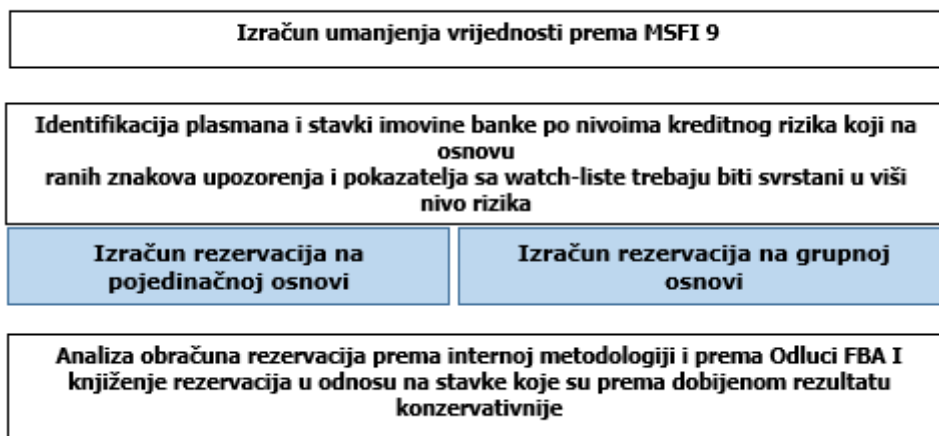 Izračun umanjenja vrijednosti prema MSFI 9
Identifikacija plasmana i stavki imovine banke po nivoima kreditnog rizika koji na
osnovu
ranih znakova upozorenja i pokazatelja sa watch-liste trebaju biti svrstani u viši
nivo rizika
Izračun rezervacija na
pojedinačnoj osnovi
Izračun rezervacija na grupnoj
osnovi
Analiza obračuna rezervacija prema internoj metodologiji i prema Odluci FBA I
knjiženje rezervacija u odnosu na stavke koje su prema dobijenom rezultatu
konzervativnije